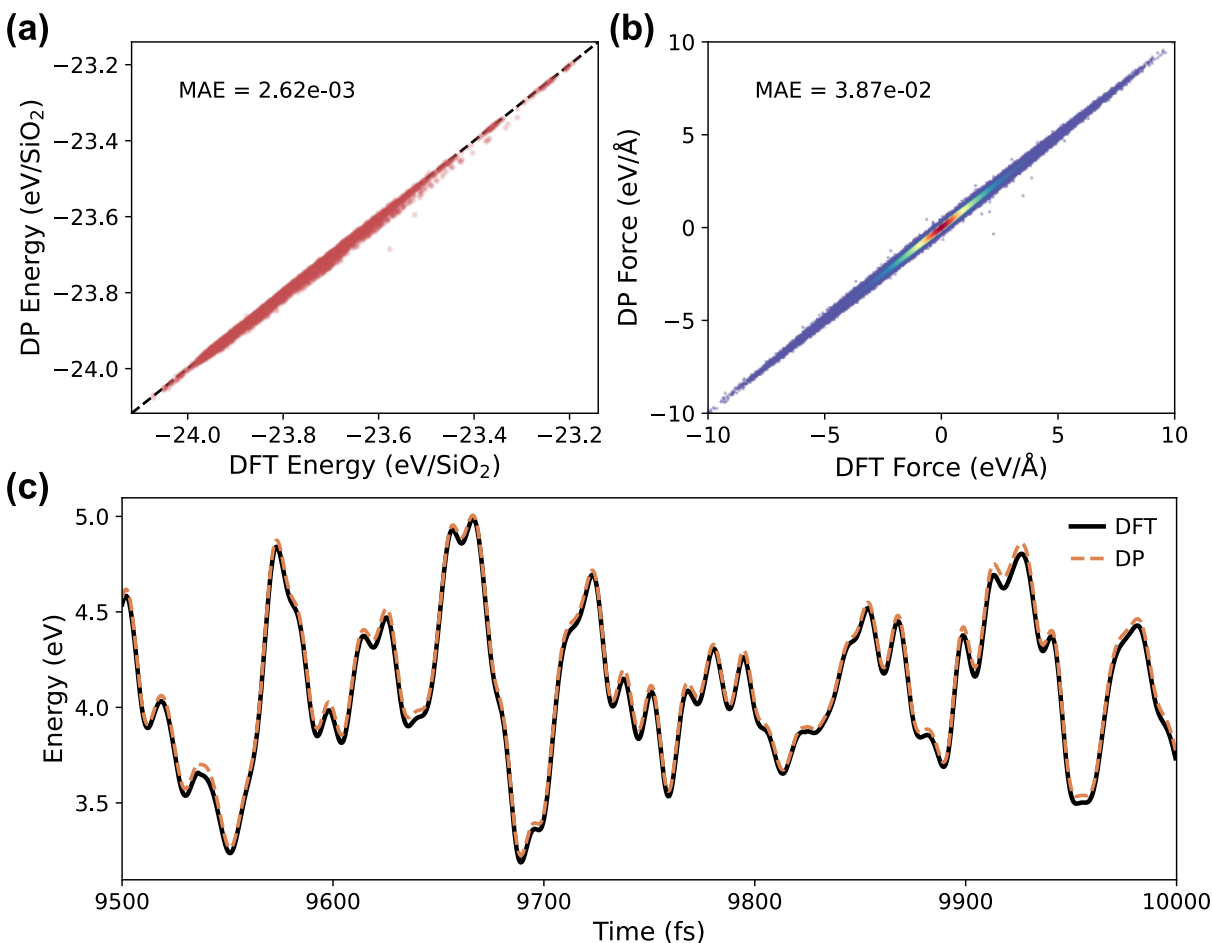 (a)
MAE = 2.62e-03
DP Energy (eV/SiO₂)
−23.2
−23.4
−23.6
−23.8
−24.0
−24.0 −23.8 −23.6 −23.4 −23.2
DFT Energy (eV/SiO₂)
(b)
MAE = 3.87e-02
DP Force (eV/Å)
10
5
0
−5
−10
−10 −5 0 5 10
DFT Force (eV/Å)
(c)
Energy (eV)
5.0
4.5
4.0
3.5
DFT
DP
9500 9600 9700 9800 9900 10000
Time (fs)